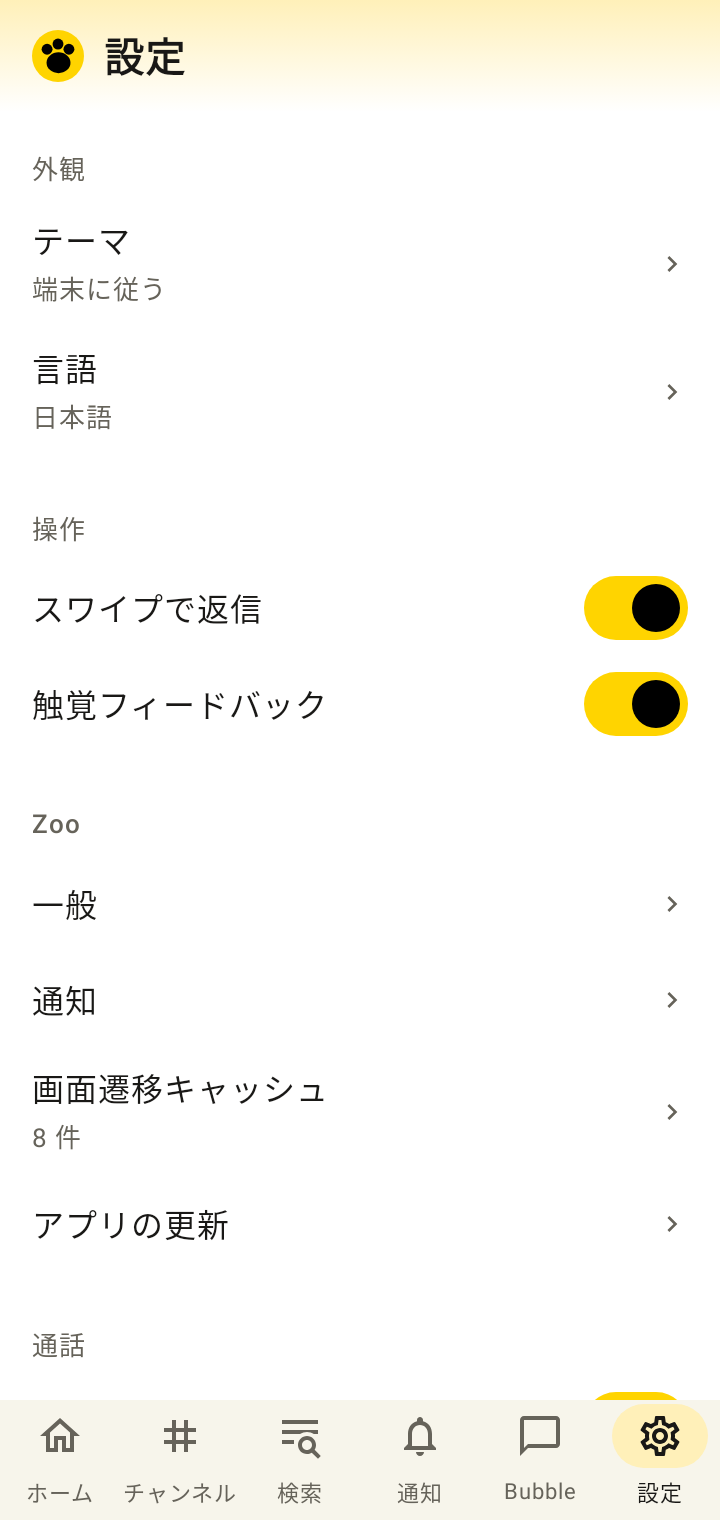 設定
外観
テーマ
端末に従う
言語
日本語
操作
スワイプで返信
触覚フィードバック
Zoo
一般
通知
画面遷移キャッシュ
8 件
アプリの更新
通話
ホーム
チャンネル
検索
通知
Bubble
設定